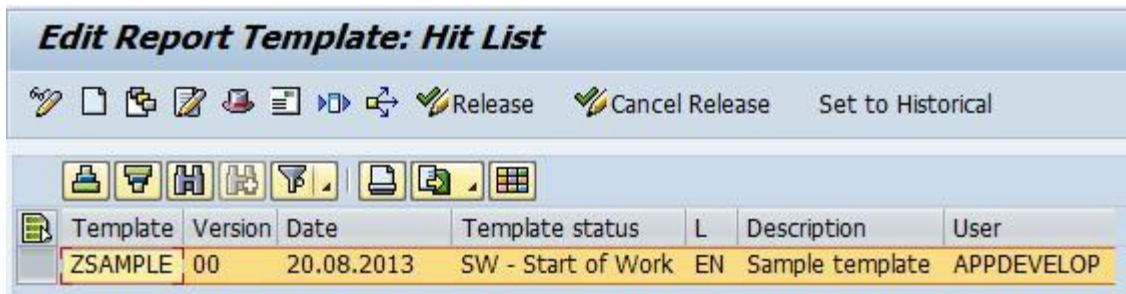 Edit Report Template: Hit List
Release Cancel Release Set to Historical
Template Version Date Template status L Description User
ZSAMPLE 00 20.08.2013 SW - Start of Work EN Sample template APPDEVELOP